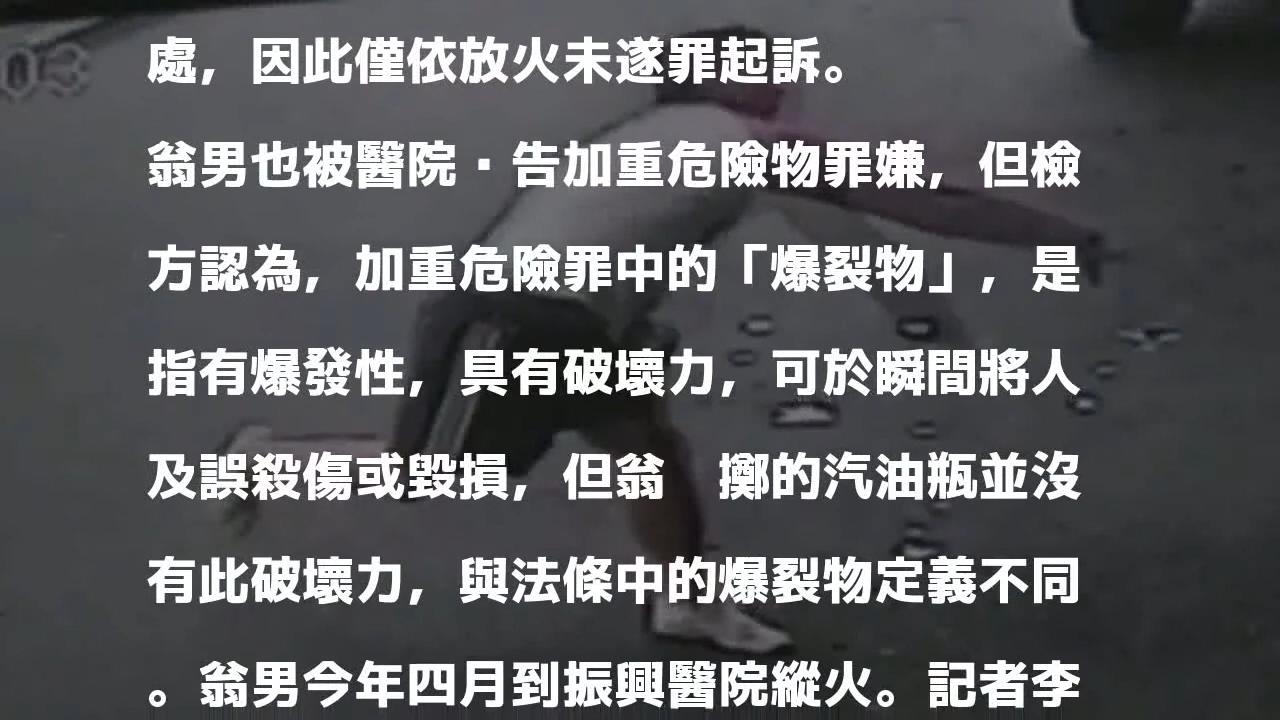 03
處，因此僅依放火未遂罪起訴。
翁男也被醫院·告加重危險物罪嫌，但檢
方認為，加重危險罪中的「爆裂物」，是
指有爆發性，具有破壞力，可於瞬間將人
及誤殺傷或毀損，但翁　擲的汽油瓶並沒
有此破壞力，與法條中的爆裂物定義不同
。翁男今年四月到振興醫院縱火。記者李